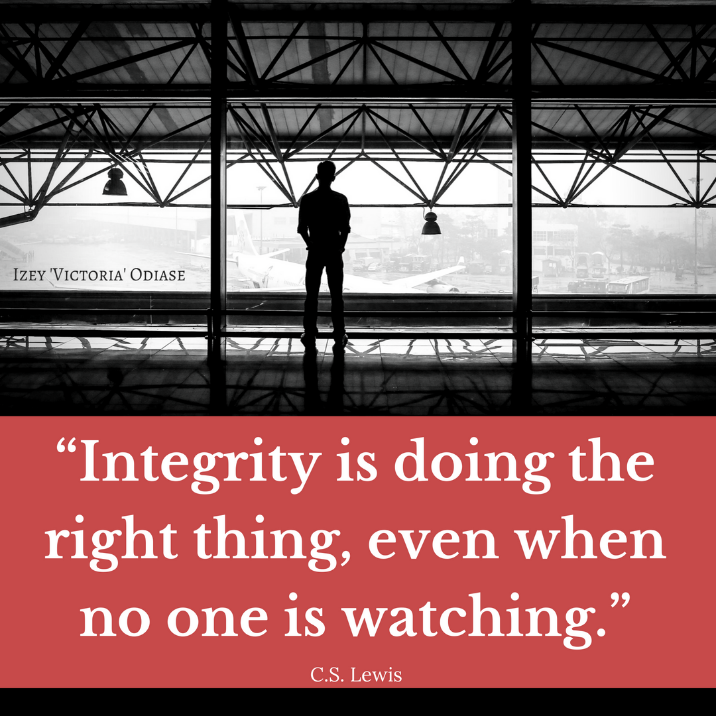 Izey 'Victoria' Odiase
“Integrity is doing the
right thing, even when
no one is watching.”
C.S. Lewis